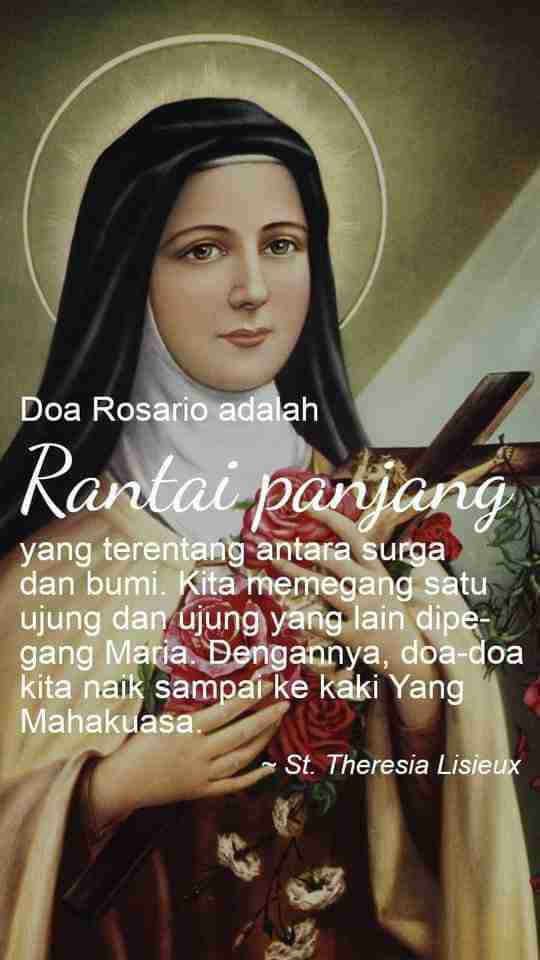 Doa Rosario adalah
Rantai panjang
yang terentang antara surga
dan bumi. Kita memegang satu
ujung dan ujung yang lain dipe-
gang Maria. Dengannya, doa-doa
kita naik sampai ke kaki Yang
Mahakuasa.
~ St. Theresia Lisieux